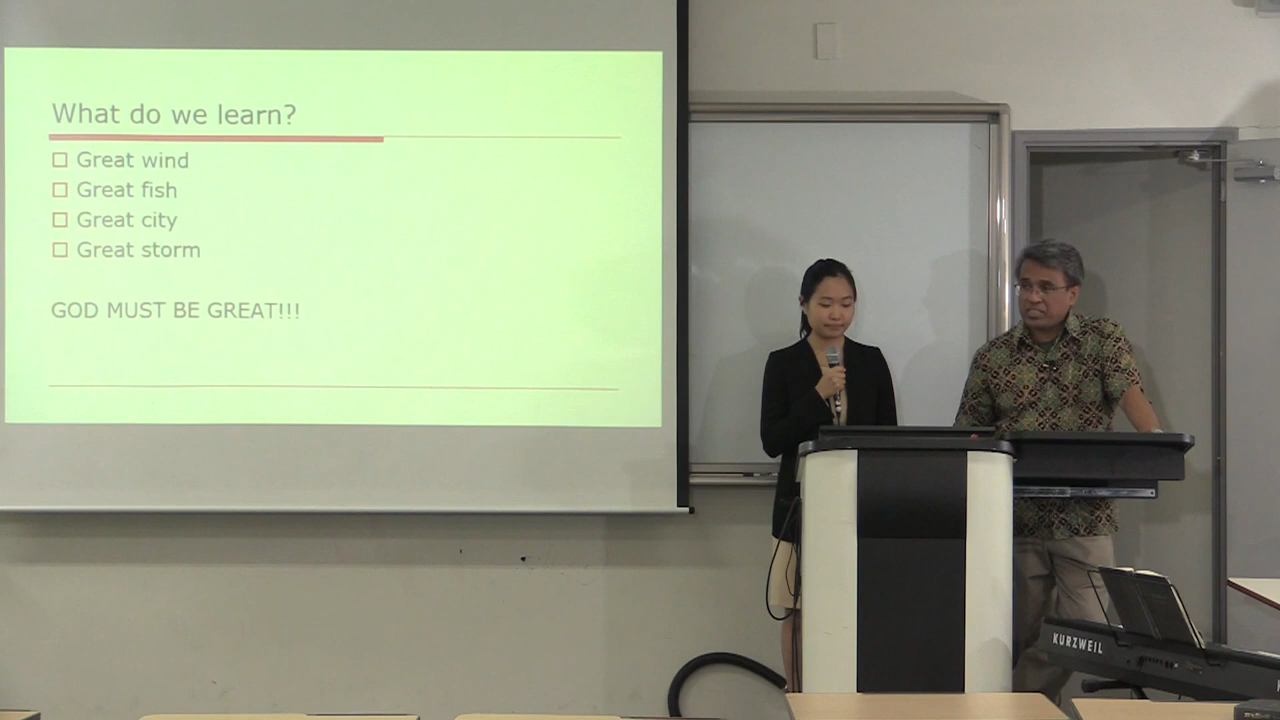 What do we learn?
Great wind
Great fish
Great city
Great storm
GOD MUST BE GREAT!!!
KURZWEIL